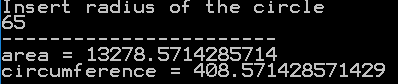 Insert radius of the circle
65
-----------------------
area = 13278.5714285714
circumference = 408.571428571429